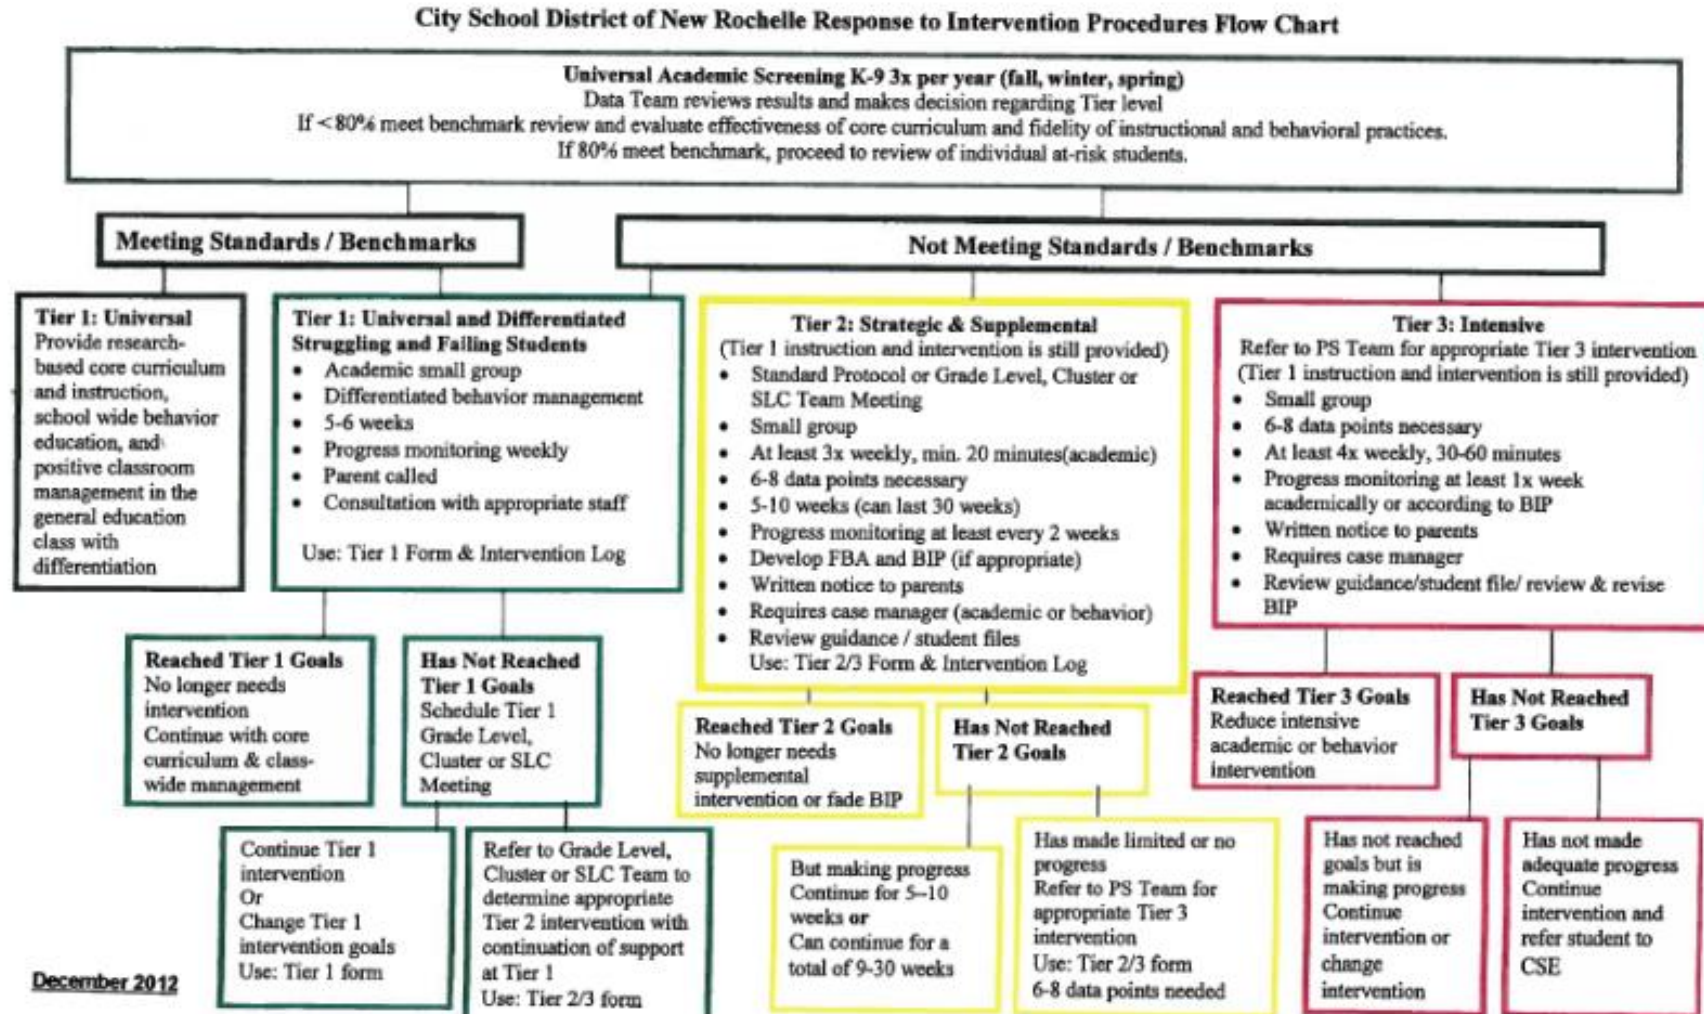 City School District of New Rochelle Response to Intervention Procedures Flow Chart
Universal Academic Screening K-9 3x per year (fall, winter, spring)
Data Team reviews results and makes decision regarding Tier level
If <80% meet benchmark review and evaluate effectiveness of core curriculum and fidelity of instructional and behavioral practices.
If 80% meet benchmark, proceed to review of individual at-risk students.
Meeting Standards / Benchmarks
Not Meeting Standards / Benchmarks
Tier 1: Universal
Provide research-
based core curriculum
and instruction,
school wide behavior
education, and
positive classroom
management in the
general education
class with
differentiation
Tier 1: Universal and Differentiated
Struggling and Failing Students
• Academic small group
• Differentiated behavior management
• 5-6 weeks
• Progress monitoring weekly
• Parent called
• Consultation with appropriate staff
Use: Tier 1 Form & Intervention Log
Tier 2: Strategic & Supplemental
(Tier 1 instruction and intervention is still provided)
• Standard Protocol or Grade Level, Cluster or
SLC Team Meeting
• Small group
• At least 3x weekly, min. 20 minutes(academic)
• 6-8 data points necessary
• 5-10 weeks (can last 30 weeks)
• Progress monitoring at least every 2 weeks
• Develop FBA and BIP (if appropriate)
• Written notice to parents
• Requires case manager (academic or behavior)
• Review guidance / student files
Use: Tier 2/3 Form & Intervention Log
Tier 3: Intensive
Refer to PS Team for appropriate Tier 3 intervention
(Tier 1 instruction and intervention is still provided)
• Small group
• 6-8 data points necessary
• At least 4x weekly, 30-60 minutes
• Progress monitoring at least 1x week
academically or according to BIP
• Written notice to parents
• Requires case manager
• Review guidance/student file/ review & revise
BIP
Reached Tier 1 Goals
No longer needs
intervention
Continue with core
curriculum & class-
wide management
Has Not Reached
Tier 1 Goals
Schedule Tier 1
Grade Level,
Cluster or SLC
Meeting
Reached Tier 2 Goals
No longer needs
supplemental
intervention or fade BIP
Has Not Reached
Tier 2 Goals
Reached Tier 3 Goals
Reduce intensive
academic or behavior
intervention
Has Not Reached
Tier 3 Goals
Continue Tier 1
intervention
Or
Change Tier 1
intervention goals
Use: Tier 1 form
Refer to Grade Level,
Cluster or SLC Team to
determine appropriate
Tier 2 intervention with
continuation of support
at Tier 1
Use: Tier 2/3 form
But making progress
Continue for 5–10
weeks or
Can continue for a
total of 9-30 weeks
Has made limited or no
progress
Refer to PS Team for
appropriate Tier 3
intervention
Use: Tier 2/3 form
6-8 data points needed
Has not reached
goals but is
making progress
Continue
intervention or
change
intervention
Has not made
adequate progress
Continue
intervention and
refer student to
CSE
December 2012